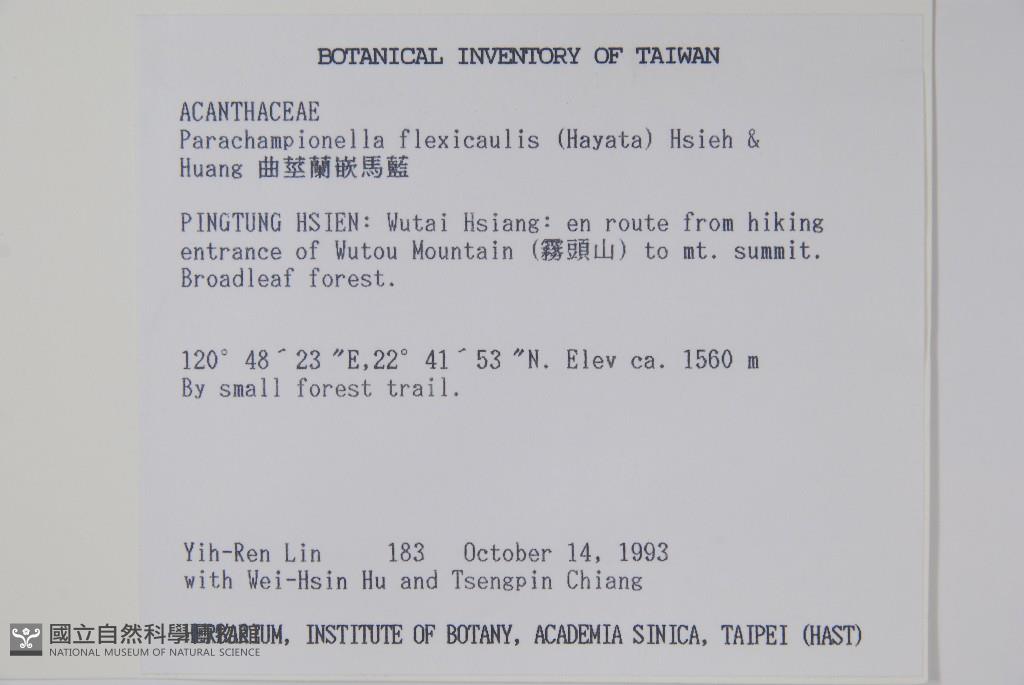 BOTANICAL INVENTORY OF TAIWAN
ACANTHACEAE
Parachampionella flexicaulis (Hayata) Hsieh &
Huang 曲莖蘭嵌馬藍
PINGTUNG HSIEN: Wutai Hsiang: en route from hiking
entrance of Wutou Mountain (霧頭山) to mt. summit.
Broadleaf forest.
120° 48 ´ 23 ″E,22° 41 ´ 53 ″N. Elev ca. 1560 m
By small forest trail.
Yih-Ren Lin 183 October 14, 1993
with Wei-Hsin Hu and Tsengpin Chiang
HERBARIUM, INSTITUTE OF BOTANY, ACADEMIA SINICA, TAIPEI (HAST)
國立自然科學博物館
NATIONAL MUSEUM OF NATURAL SCIENCE